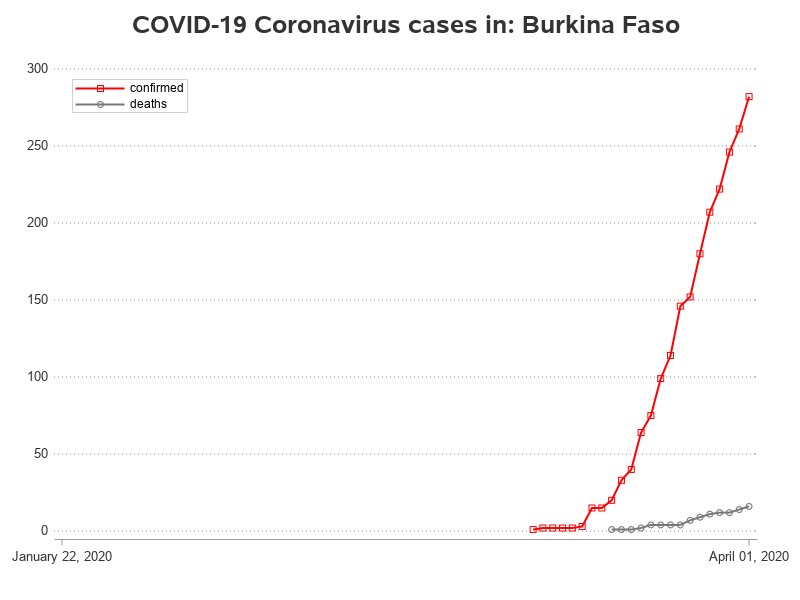 COVID-19 Coronavirus cases in: Burkina Faso
300
confirmed
deaths
250
200
150
100
50
0
January 22, 2020
April 01, 2020